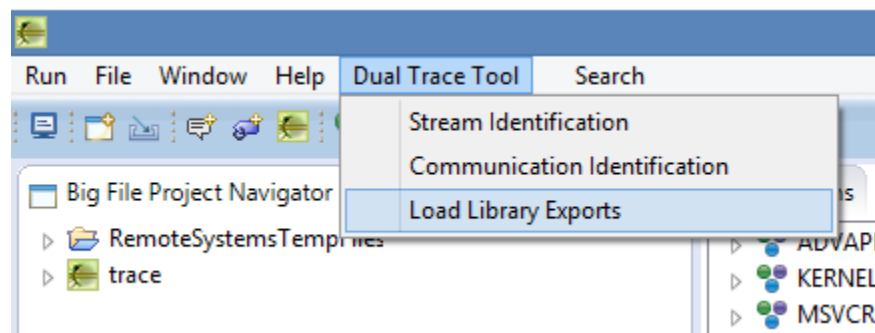 Run File Window Help Dual Trace Tool Search
Stream Identification
Communication Identification
Load Library Exports
Big File Project Navigator
RemoteSystemsTempFiles
trace
KERNEL
MSVCR